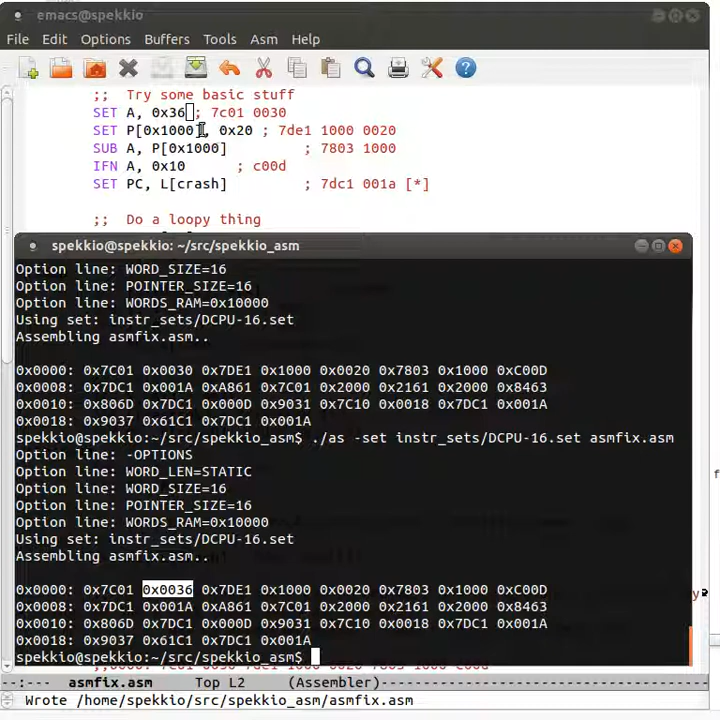 emacs@spekkio
File Edit Options Buffers Tools Asm Help
;; Try some basic stuff
SET A, 0x36 ; 7c01 0030
SET P[0x1000], 0x20 ; 7de1 1000 0020
SUB A, P[0x1000] ; 7803 1000
IFN A, 0x10 ; c00d
SET PC, L[crash] ; 7dc1 001a [*]
;; Do a loopy thing
spekkio@spekkio: ~/src/spekkio_asm
Option line: WORD_SIZE=16
Option line: POINTER_SIZE=16
Option line: WORDS_RAM=0x10000
Using set: instr_sets/DCPU-16.set
Assembling asmfix.asm..
0x0000: 0x7C01 0x0030 0x7DE1 0x1000 0x0020 0x7803 0x1000 0xC00D
0x0008: 0x7DC1 0x001A 0xA861 0x7C01 0x2000 0x2161 0x2000 0x8463
0x0010: 0x806D 0x7DC1 0x000D 0x9031 0x7C10 0x0018 0x7DC1 0x001A
0x0018: 0x9037 0x61C1 0x7DC1 0x001A
spekkio@spekkio:~/src/spekkio_asm$ ./as -set instr_sets/DCPU-16.set asmfix.asm
Option line: -OPTIONS
Option line: WORD_LEN=STATIC
Option line: WORD_SIZE=16
Option line: POINTER_SIZE=16
Option line: WORDS_RAM=0x10000
Using set: instr_sets/DCPU-16.set
Assembling asmfix.asm..
0x0000: 0x7C01 0x0036 0x7DE1 0x1000 0x0020 0x7803 0x1000 0xC00D
0x0008: 0x7DC1 0x001A 0xA861 0x7C01 0x2000 0x2161 0x2000 0x8463
0x0010: 0x806D 0x7DC1 0x000D 0x9031 0x7C10 0x0018 0x7DC1 0x001A
0x0018: 0x9037 0x61C1 0x7DC1 0x001A
spekkio@spekkio:~/src/spekkio_asm$
--:--- asmfix.asm Top L2 (Assembler)
Wrote /home/spekkio/src/spekkio_asm/asmfix.asm